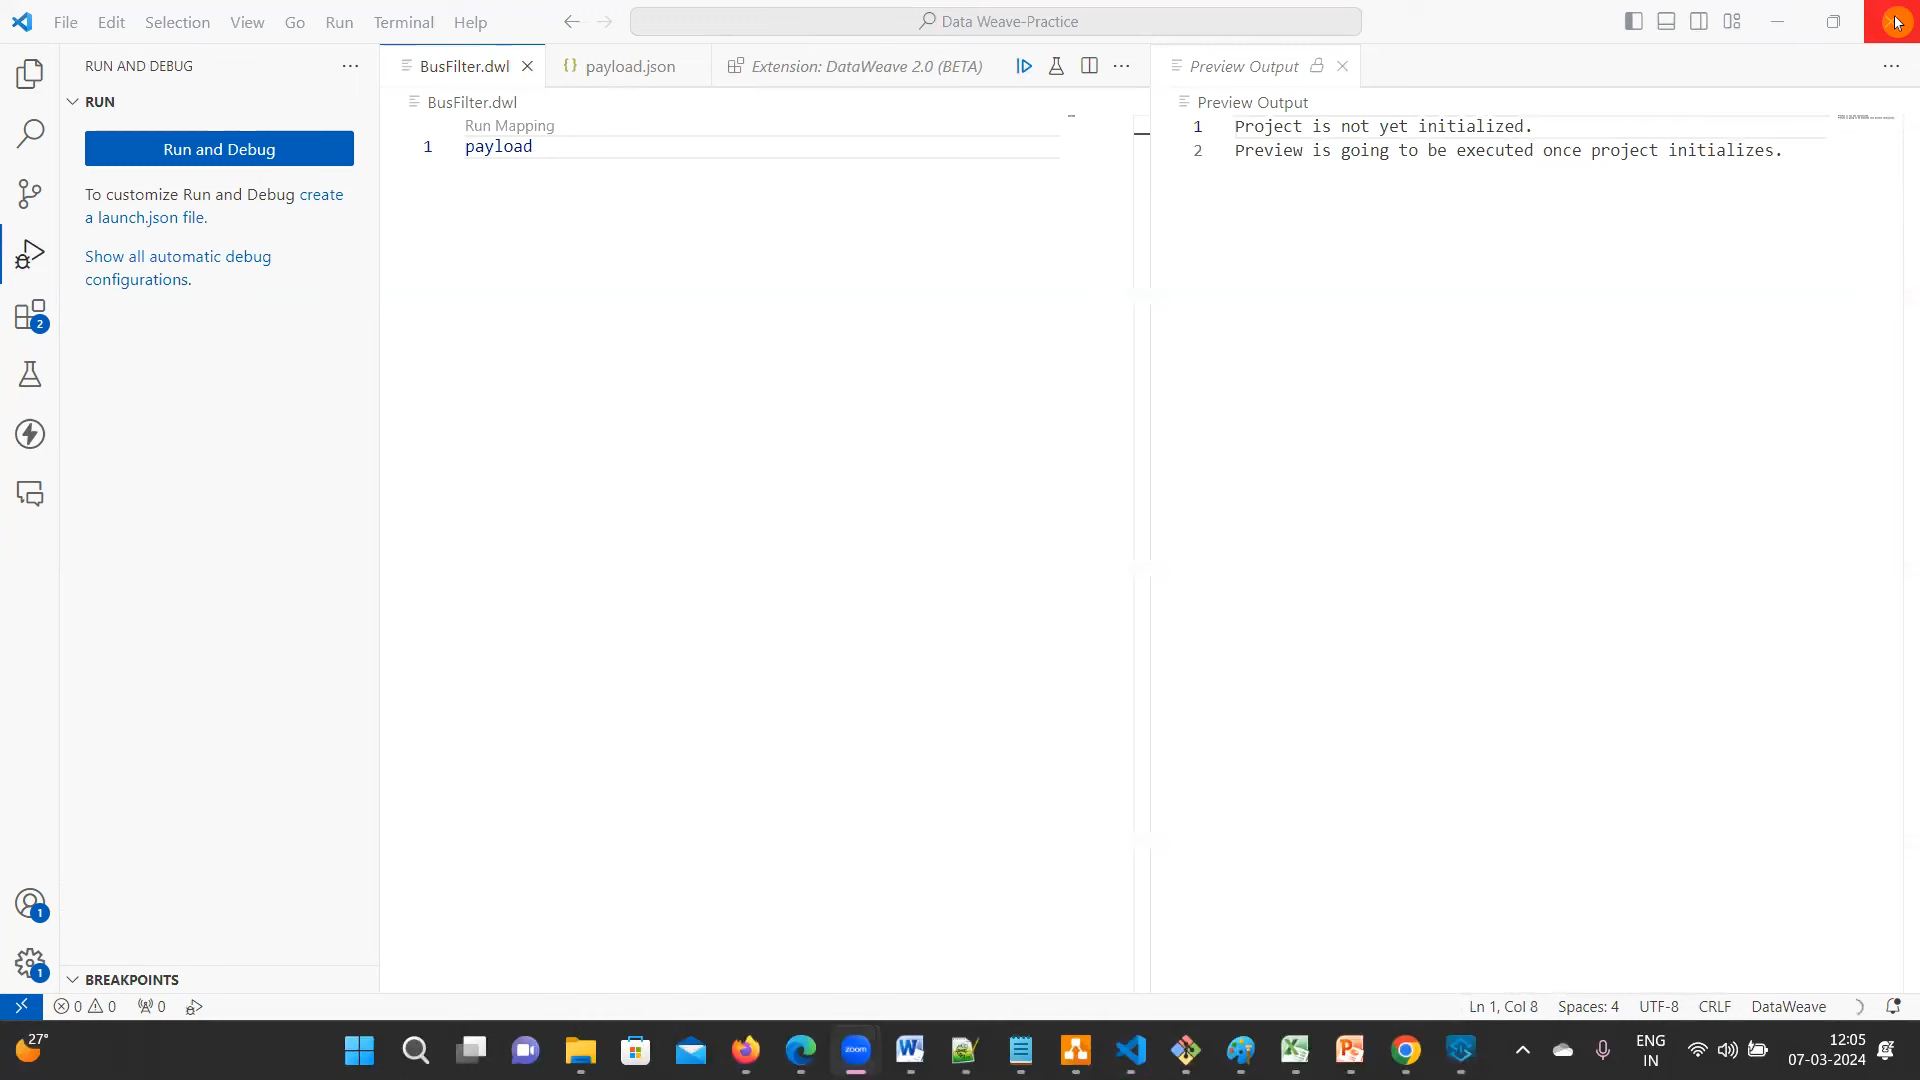 File Edit Selection View Go Run Terminal Help
Data Weave-Practice
RUN AND DEBUG
RUN
Run and Debug
To customize Run and Debug create
a launch.json file.
Show all automatic debug
configurations.
2
1
1
BREAKPOINTS
BusFilter.dwl
payload.json
Extension: DataWeave 2.0 (BETA)
BusFilter.dwl
Run Mapping
1 payload
Preview Output
Preview Output
1 Project is not yet initialized.
2 Preview is going to be executed once project initializes.
0 0 0
Ln 1, Col 8 Spaces: 4 UTF-8 CRLF DataWeave
27°
zoom
ENG
IN
12:05
07-03-2024